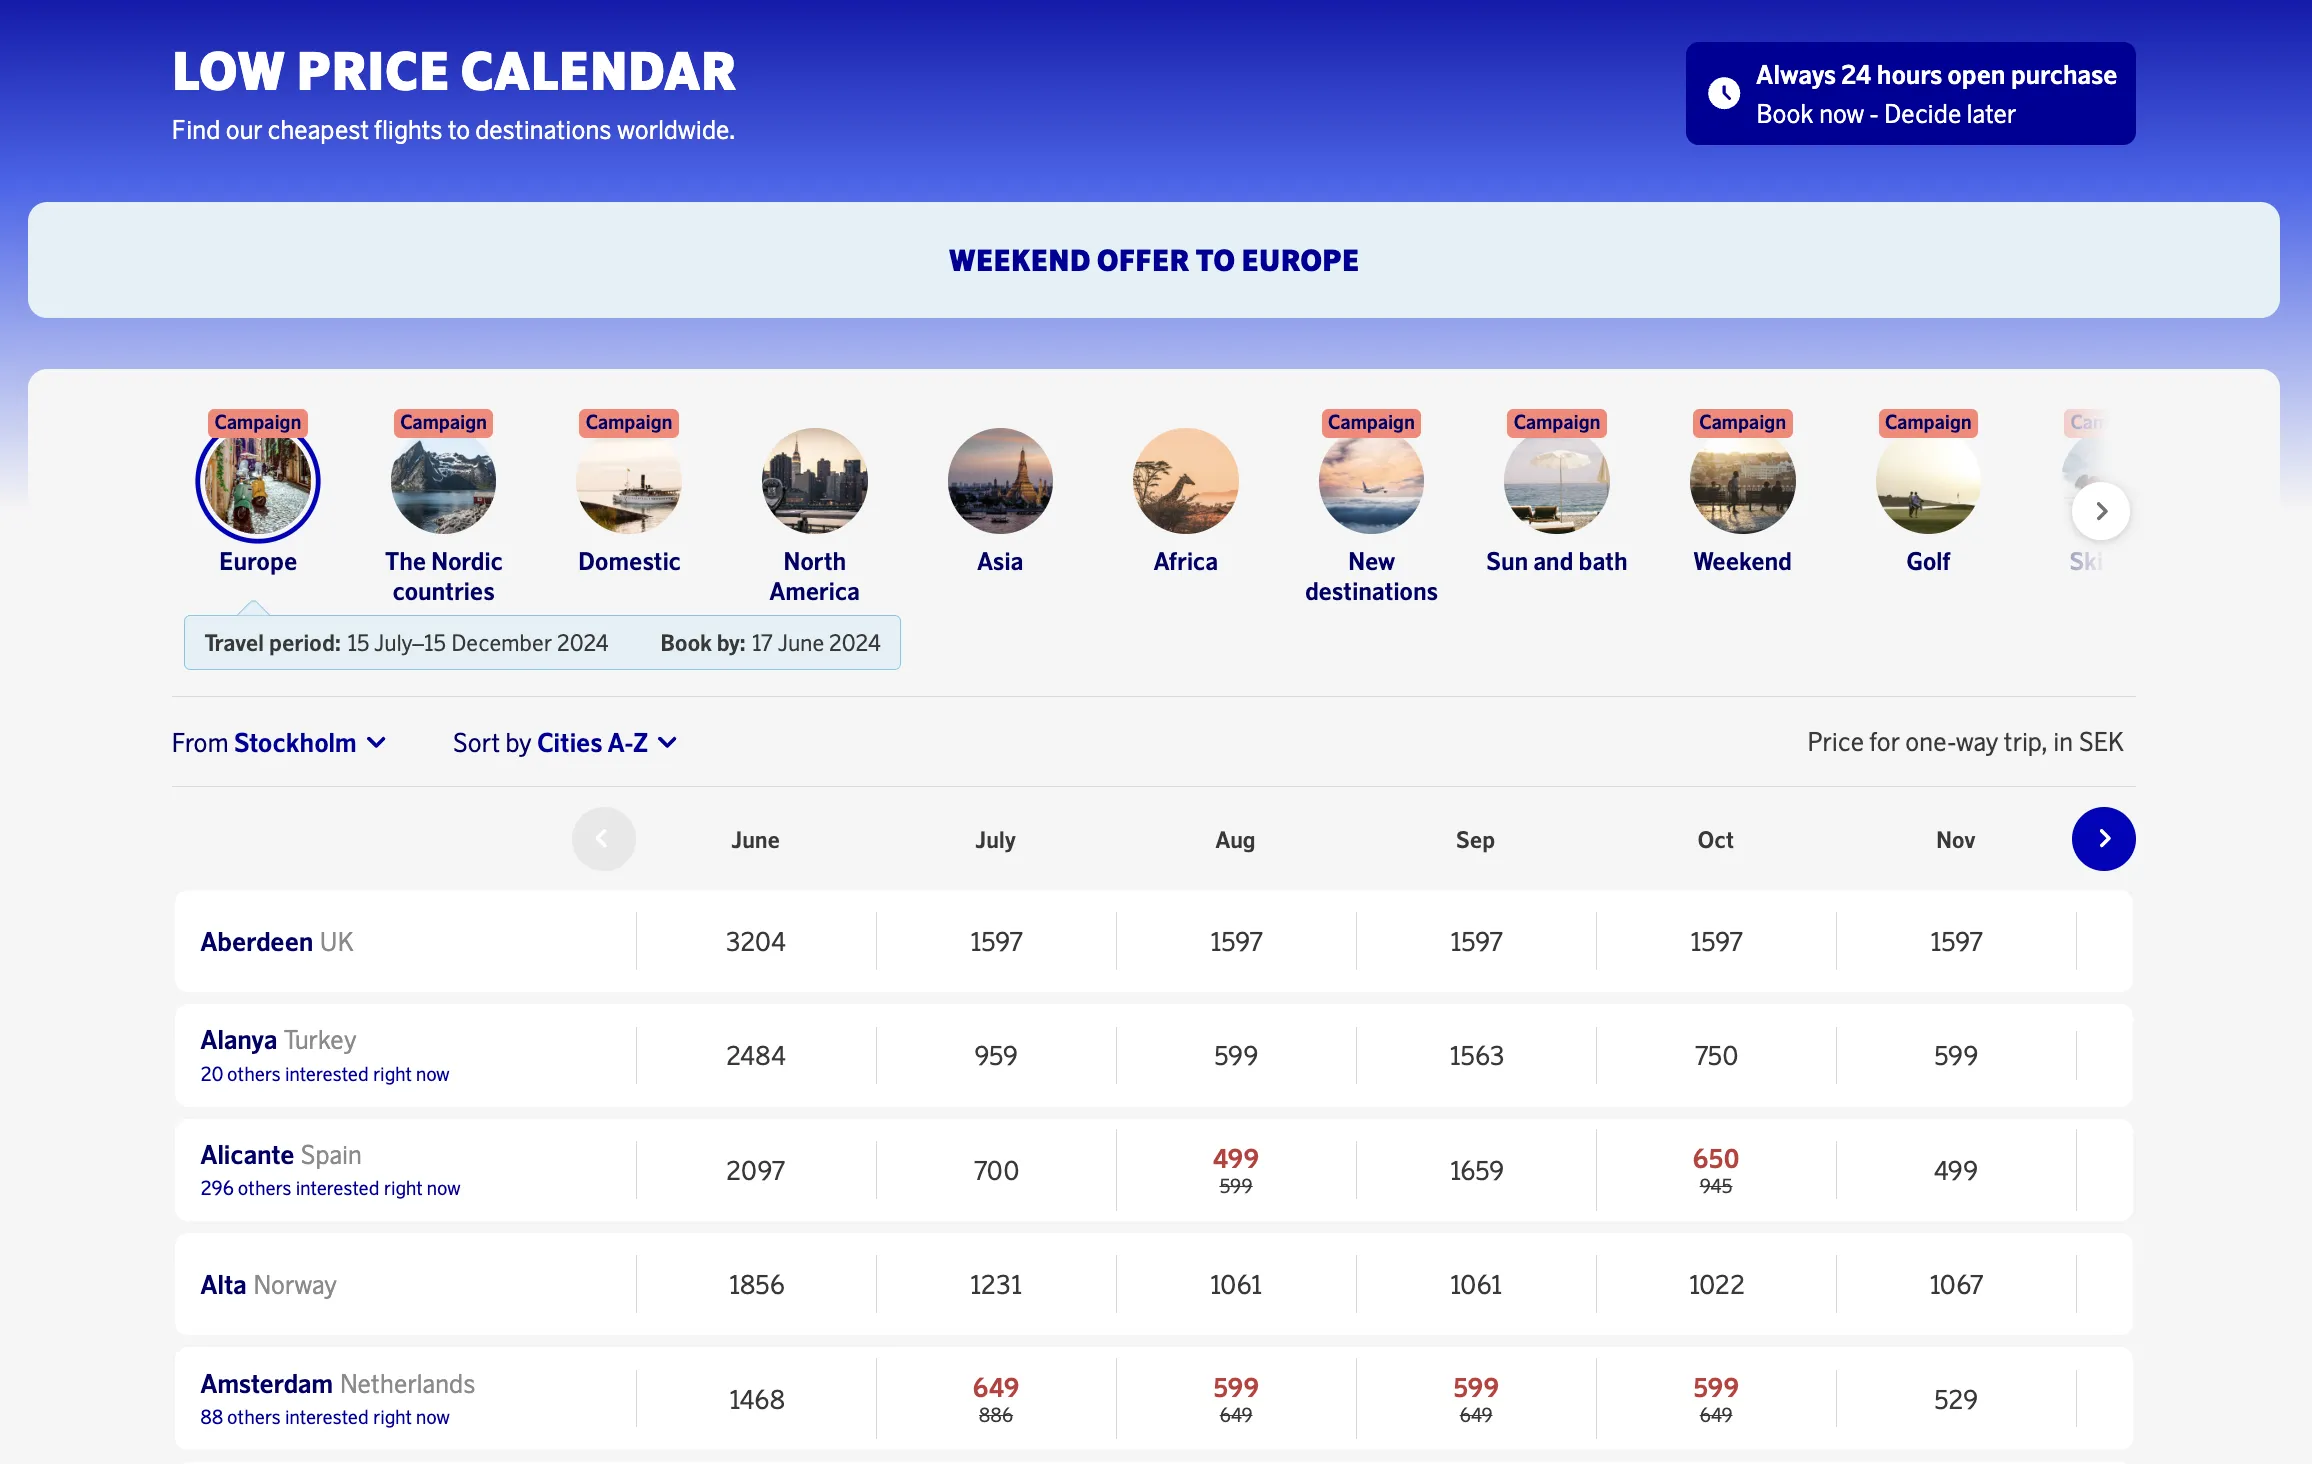 LOW PRICE CALENDAR
Find our cheapest flights to destinations worldwide.
Always 24 hours open purchase
Book now - Decide later
WEEKEND OFFER TO EUROPE
Campaign
Europe
Campaign
The Nordic
countries
Campaign
Domestic
North
America
Asia
Africa
Campaign
New
destinations
Campaign
Sun and bath
Campaign
Weekend
Campaign
Golf
Ski
Travel period: 15 July–15 December 2024 Book by: 17 June 2024
From Stockholm Sort by Cities A-Z Price for one-way trip, in SEK
June July Aug Sep Oct Nov
Aberdeen UK 3204 1597 1597 1597 1597 1597
Alanya Turkey
20 others interested right now
2484 959 599 1563 750 599
Alicante Spain
296 others interested right now
2097 700 499 599 1659 650 945 499
Alta Norway 1856 1231 1061 1061 1022 1067
Amsterdam Netherlands
88 others interested right now
1468 649 886 599 649 599 649 599 649 529